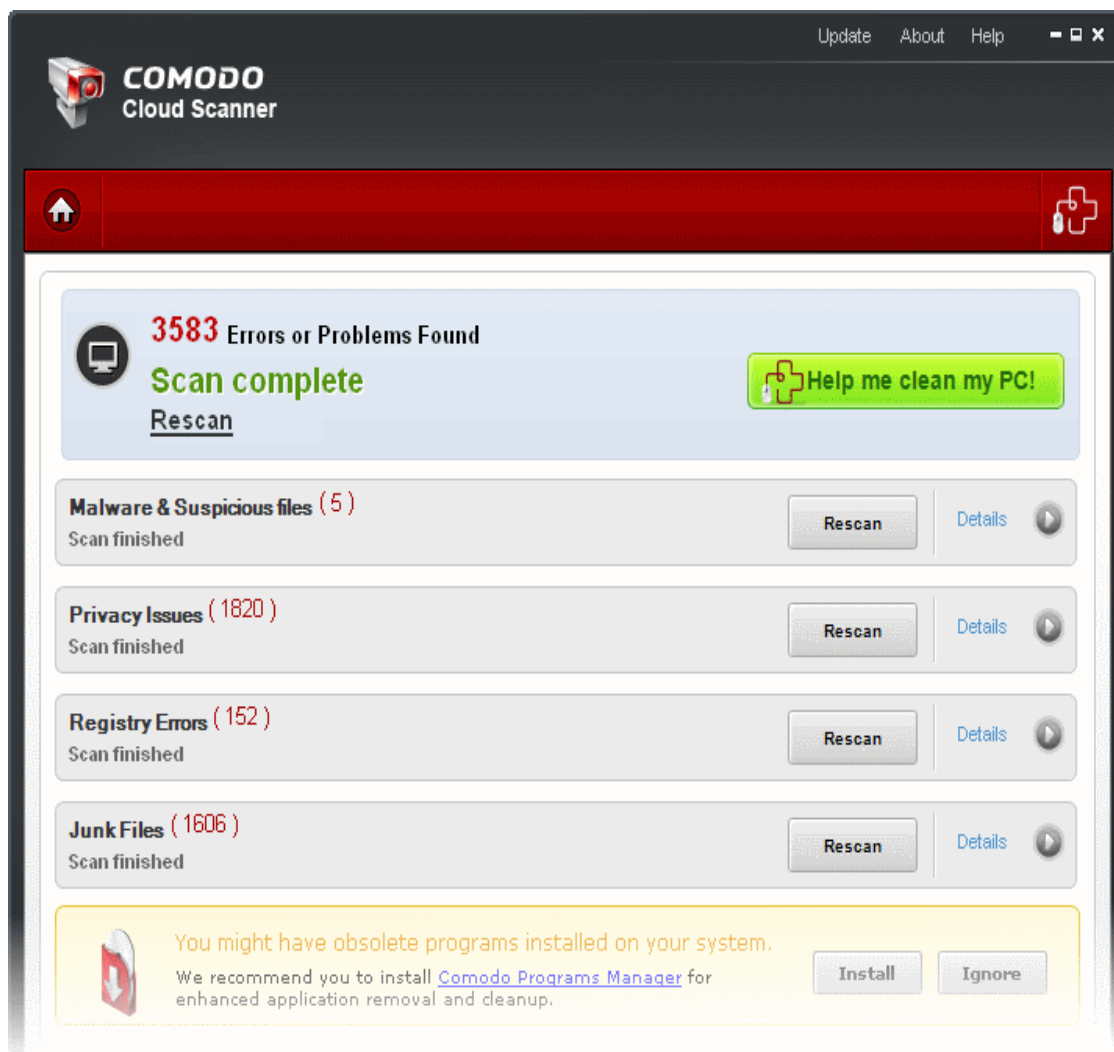 Update About Help
COMODO
Cloud Scanner
3583 Errors or Problems Found
Scan complete
Rescan
Help me clean my PC!
Malware & Suspicious files ( 5 )
Scan finished
Rescan
Details
Privacy Issues ( 1820 )
Scan finished
Rescan
Details
Registry Errors ( 152 )
Scan finished
Rescan
Details
Junk Files ( 1606 )
Scan finished
Rescan
Details
You might have obsolete programs installed on your system.
We recommend you to install Comodo Programs Manager for
enhanced application removal and cleanup.
Install
Ignore